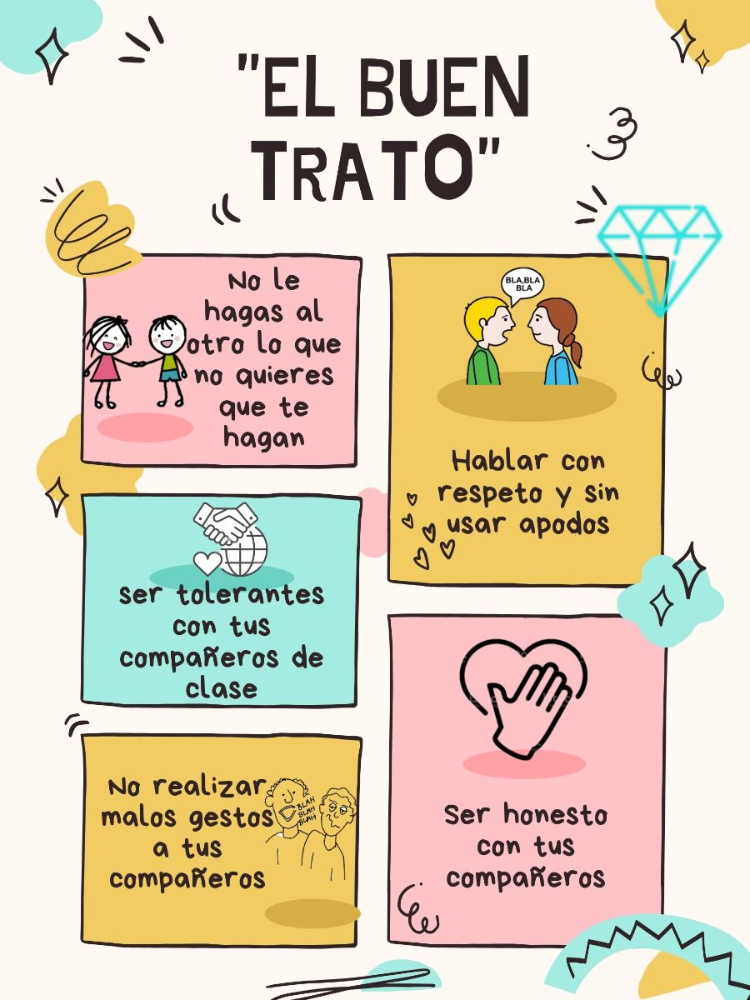 "EL BUEN
TRATO"
No le
hagas al
otro lo que
no quieres
que te
hagan
BLA,BLA
BLA
Hablar con
respeto y sin
usar apodos
ser tolerantes
con tus
compañeros de
clase
No realizar
malos gestos
a tus
compañeros
BLAH
BLAH
BLAH
Ser honesto
con tus
compañeros